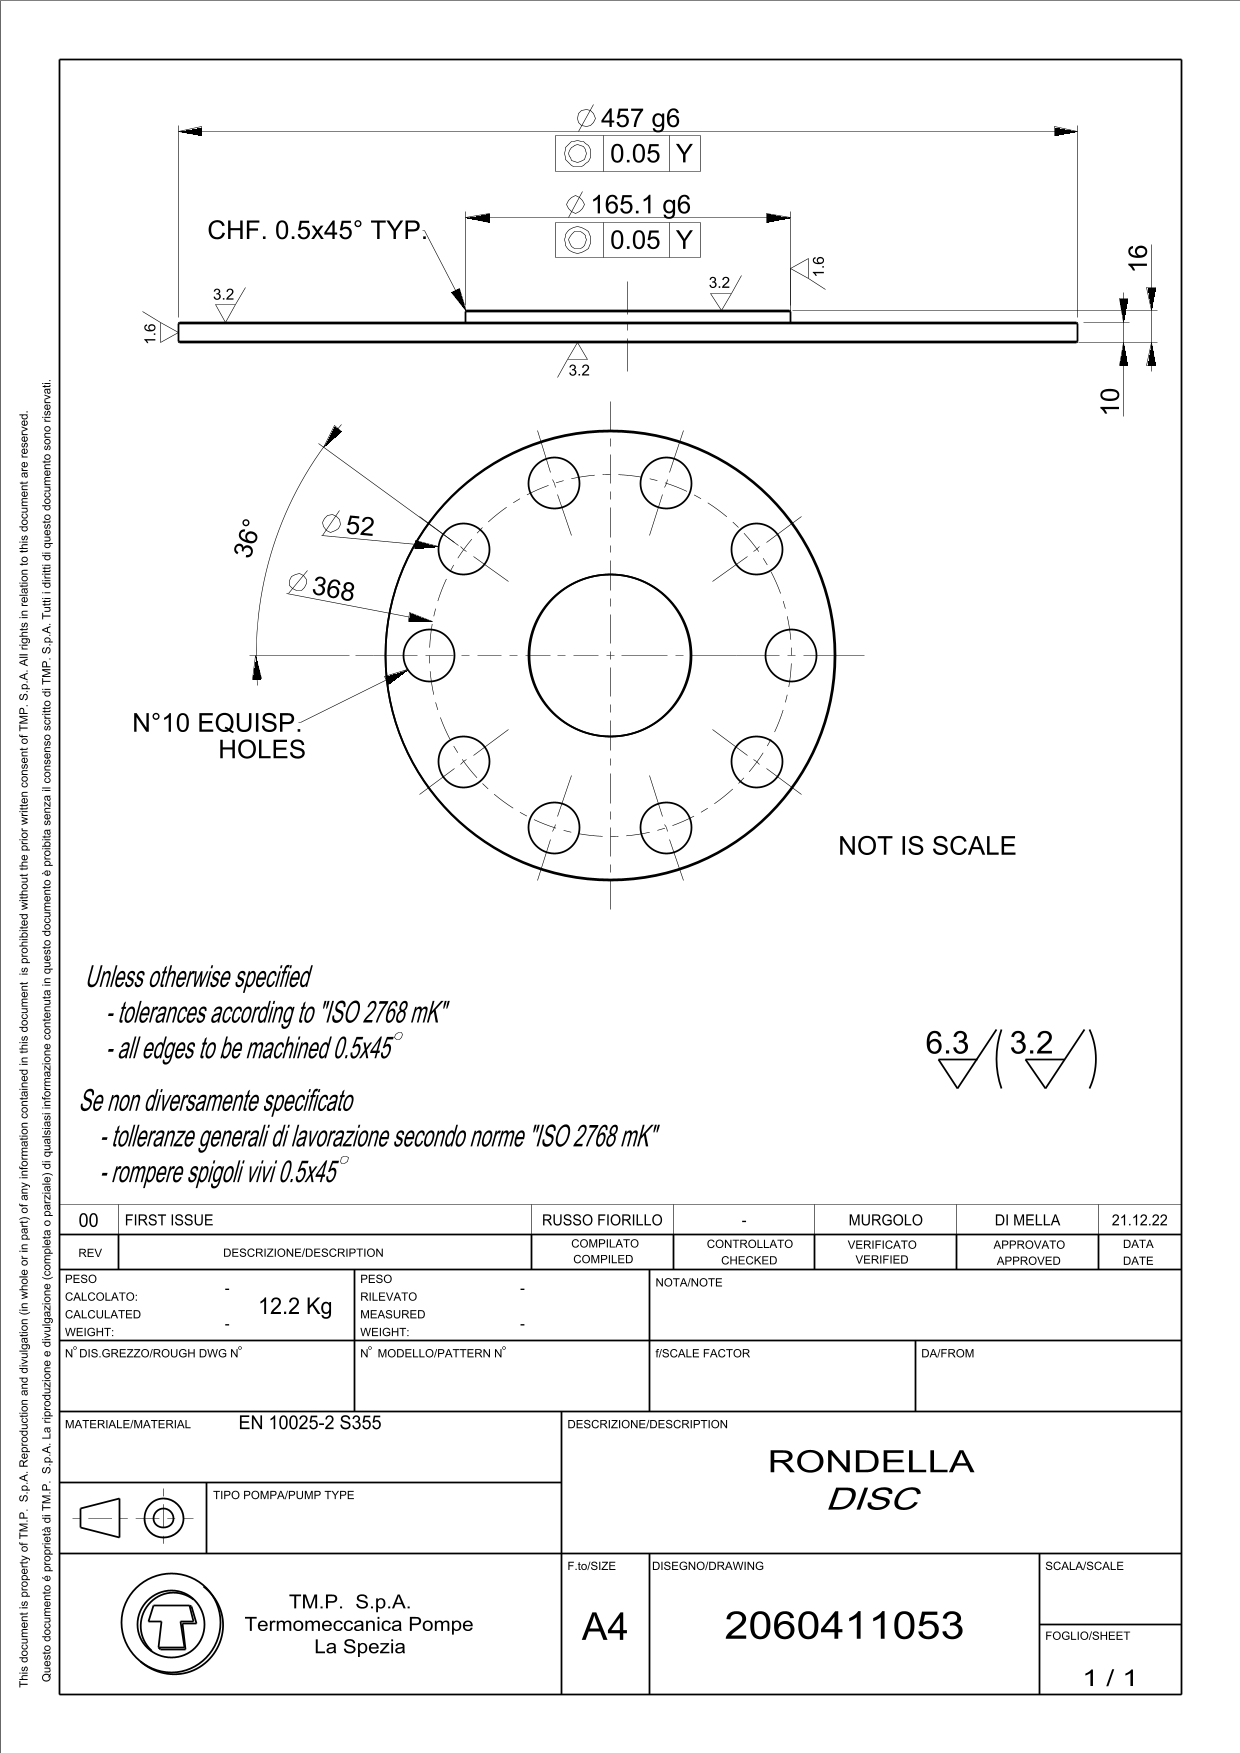 ⌀ 457 g6
◎ 0.05 Y
⌀ 165.1 g6
◎ 0.05 Y
CHF. 0.5x45° TYP.
1.6
3.2
3.2
1.6
3.2
16
10
36°
⌀ 52
⌀ 368
N°10 EQUISP.
HOLES
NOT IS SCALE
Unless otherwise specified
- tolerances according to "ISO 2768 mK"
- all edges to be machined 0.5x45°
6.3 ( 3.2 )
Se non diversamente specificato
- tolleranze generali di lavorazione secondo norme "ISO 2768 mK"
- rompere spigoli vivi 0.5x45°
00 FIRST ISSUE RUSSO FIORILLO - MURGOLO DI MELLA 21.12.22
REV DESCRIZIONE/DESCRIPTION COMPILATO COMPILED CONTROLLATO CHECKED VERIFICATO VERIFIED APPROVATO APPROVED DATA DATE
PESO
CALCOLATO: -
CALCULATED 12.2 Kg
WEIGHT: -
PESO
RILEVATO -
MEASURED
WEIGHT: -
NOTA/NOTE
N° DIS.GREZZO/ROUGH DWG N°
N° MODELLO/PATTERN N°
f/SCALE FACTOR
DA/FROM
MATERIALE/MATERIAL EN 10025-2 S355
DESCRIZIONE/DESCRIPTION
RONDELLA
DISC
TIPO POMPA/PUMP TYPE
TM.P. S.p.A.
Termomeccanica Pompe
La Spezia
F.to/SIZE
A4
DISEGNO/DRAWING
2060411053
SCALA/SCALE
FOGLIO/SHEET
1 / 1
This document is property of TM.P. S.p.A. Reproduction and divulgation (in whole or in part) of any information contained in this document is prohibited without the prior written consent of TM.P. S.p.A. All rights in relation to this document are reserved.
Questo documento è proprietà di TM.P. S.p.A. La riproduzione e divulgazione (completa o parziale) di qualsiasi informazione contenuta in questo documento è proibita senza il consenso scritto di TM.P. S.p.A. Tutti i diritti di questo documento sono riservati.